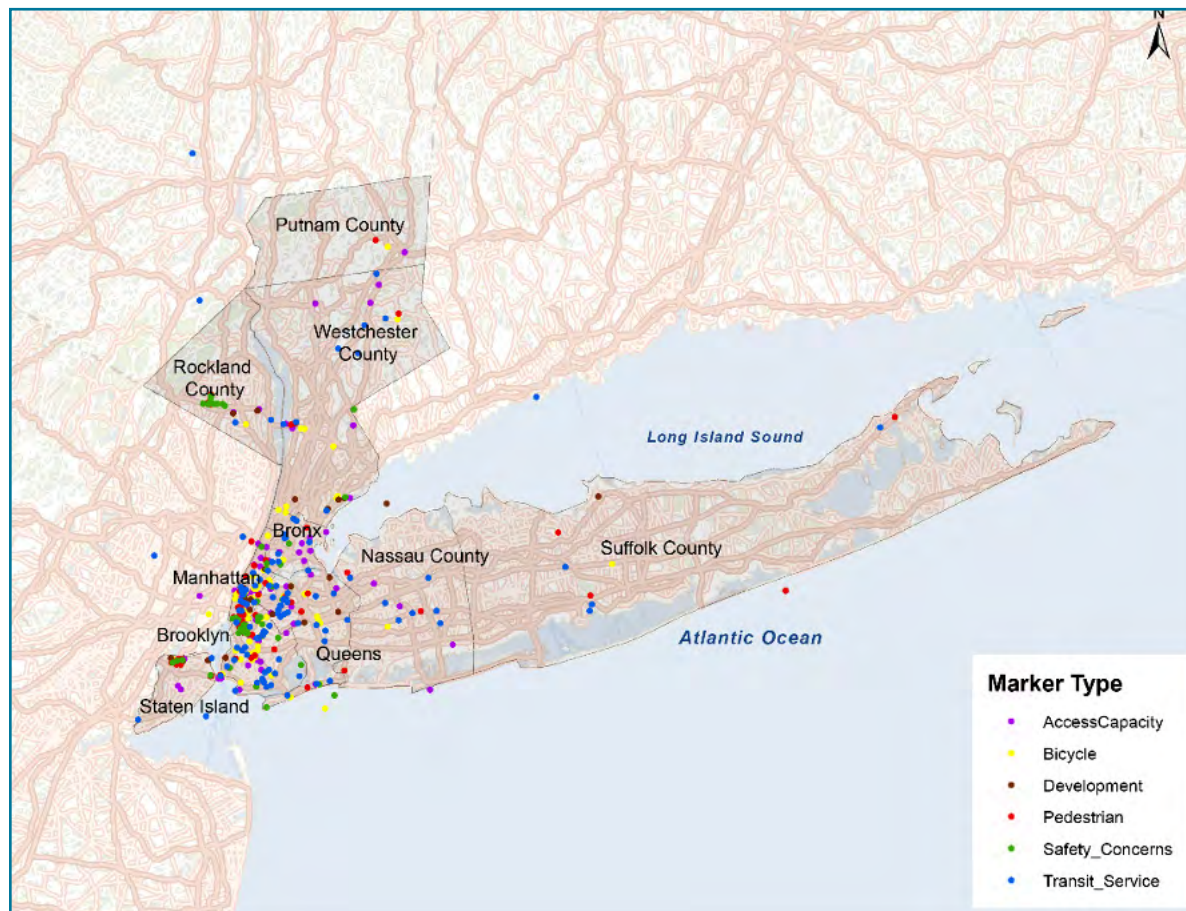 N
Putnam County
Westchester
County
Rockland
County
Long Island Sound
Bronx
Nassau County
Suffolk County
Manhattan
Brooklyn
Queens
Atlantic Ocean
Staten Island
Marker Type
AccessCapacity
Bicycle
Development
Pedestrian
Safety_Concerns
Transit_Service